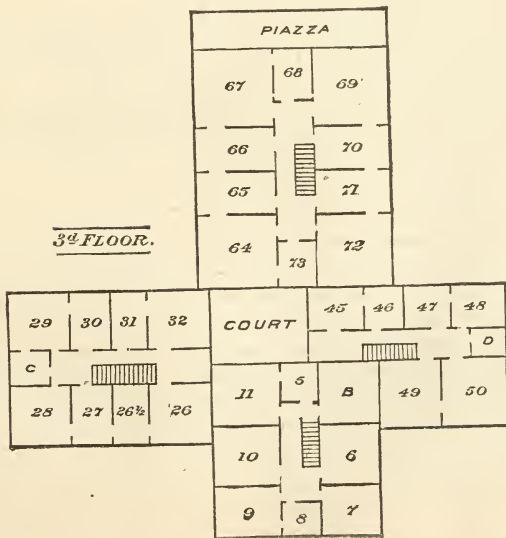 PIAZZA
67 68 69
66 70
65 71
3d FLOOR.
64 73 72
29 30 31 32
COURT
45 46 47 48
C
D
28 27 26½ 26
11 5 B 49 50
10 6
9 8 7